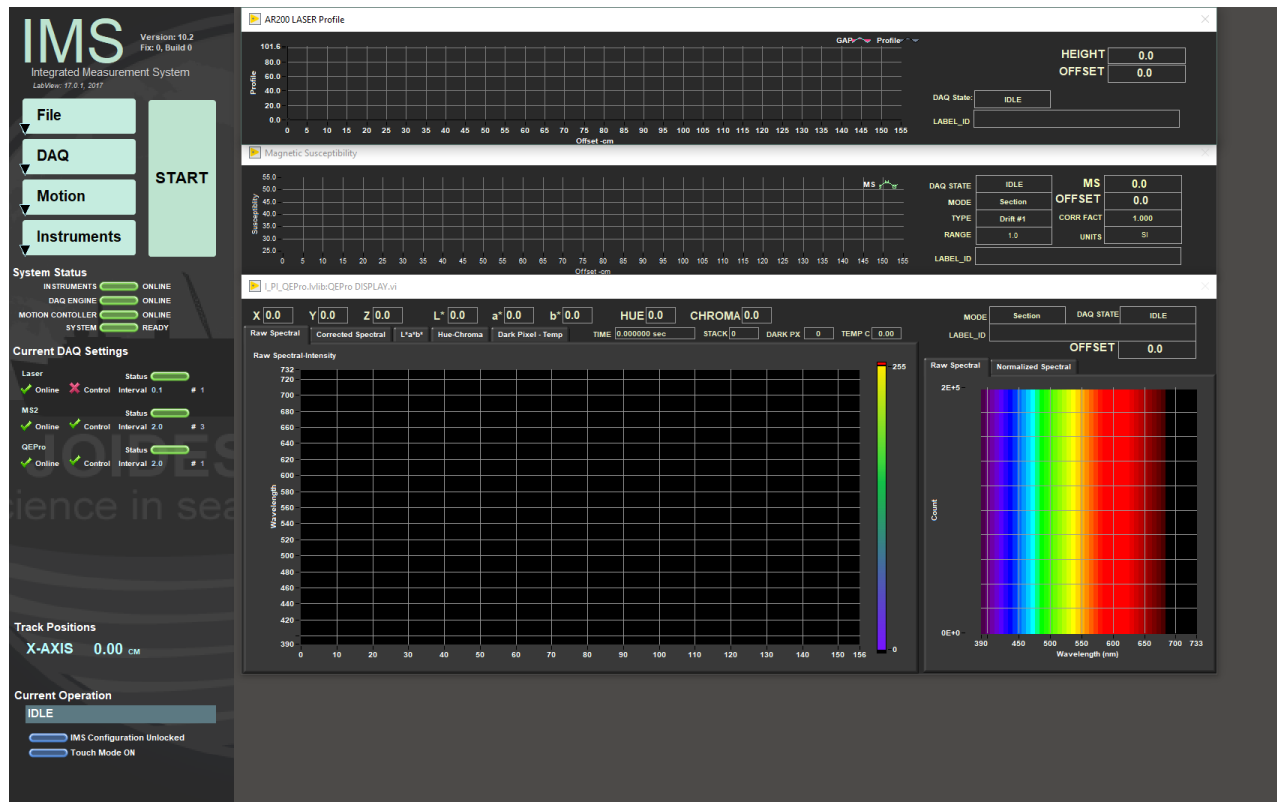 IMS
Version: 10.2
Fix: 0, Build 0
Integrated Measurement System
LabView: 17.0.1, 2017
File
DAQ
Motion
Instruments
START
System Status
INSTRUMENTS ONLINE
DAQ ENGINE ONLINE
MOTION CONTOLLER ONLINE
SYSTEM READY
Current DAQ Settings
Laser Status
Online Control Interval 0.1 # 1
MS2 Status
Online Control Interval 2.0 # 3
QEPro Status
Online Control Interval 2.0 # 1
JOIDES
ience in sea
Track Positions
X-AXIS 0.00 CM
Current Operation
IDLE
IMS Configuration Unlocked
Touch Mode ON
AR200 LASER Profile
GAP Profile
Profile
101.6
80.0
60.0
40.0
20.0
0.0
0 5 10 15 20 25 30 35 40 45 50 55 60 65 70 75 80 85 90 95 100 105 110 115 120 125 130 135 140 145 150 155
Offset -cm
HEIGHT 0.0
OFFSET 0.0
DAQ State: IDLE
LABEL_ID
Magnetic Susceptibility
MS
Susceptibility
55.0
50.0
45.0
40.0
35.0
30.0
25.0
0 5 10 15 20 25 30 35 40 45 50 55 60 65 70 75 80 85 90 95 100 105 110 115 120 125 130 135 140 145 150 155
Offset -cm
DAQ STATE IDLE MS 0.0
MODE Section OFFSET 0.0
TYPE Drift #1 CORR FACT 1.000
RANGE 1.0 UNITS SI
LABEL_ID
I_PI_QEPro.lvlib:QEPro DISPLAY.vi
X 0.0 Y 0.0 Z 0.0 L* 0.0 a* 0.0 b* 0.0 HUE 0.0 CHROMA 0.0
Raw Spectral Corrected Spectral L*a*b* Hue-Chroma Dark Pixel - Temp TIME 0.000000 sec STACK 0 DARK PX 0 TEMP C 0.00
Raw Spectral-Intensity
Wavelength
732
720
700
680
660
640
620
600
580
560
540
520
500
480
460
440
420
390
0 10 20 30 40 50 60 70 80 90 100 110 120 130 140 150 156
255
0
MODE Section DAQ STATE IDLE
LABEL_ID
OFFSET 0.0
Raw Spectral Normalized Spectral
2E+5
Count
0E+0
390 450 500 550 600 650 700 733
Wavelength (nm)